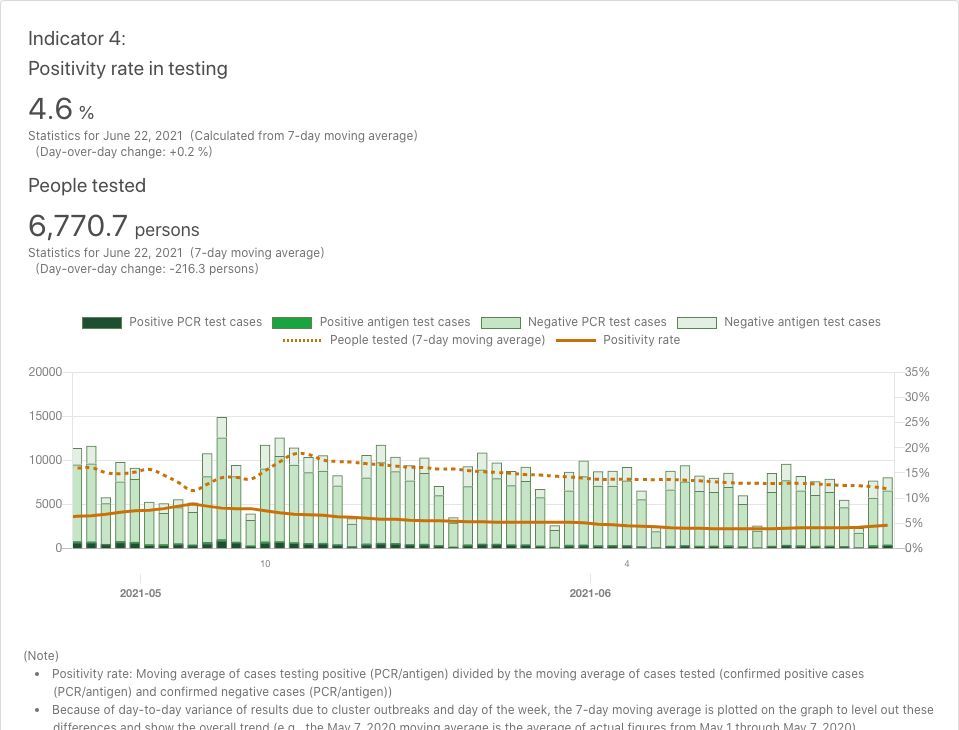 Indicator 4:
Positivity rate in testing
4.6 %
Statistics for June 22, 2021 (Calculated from 7-day moving average)
(Day-over-day change: +0.2 %)
People tested
6,770.7 persons
Statistics for June 22, 2021 (7-day moving average)
(Day-over-day change: -216.3 persons)
Positive PCR test cases Positive antigen test cases Negative PCR test cases Negative antigen test cases
People tested (7-day moving average) Positivity rate
20000 35%
30%
15000 25%
20%
10000 15%
5000 10%
5%
0 0%
10 4
2021-05 2021-06
(Note)
• Positivity rate: Moving average of cases testing positive (PCR/antigen) divided by the moving average of cases tested (confirmed positive cases
(PCR/antigen) and confirmed negative cases (PCR/antigen))
• Because of day-to-day variance of results due to cluster outbreaks and day of the week, the 7-day moving average is plotted on the graph to level out these
differences and show the overall trend (e.g., the May 7, 2020 moving average is the average of actual figures from May 1 through May 7, 2020)